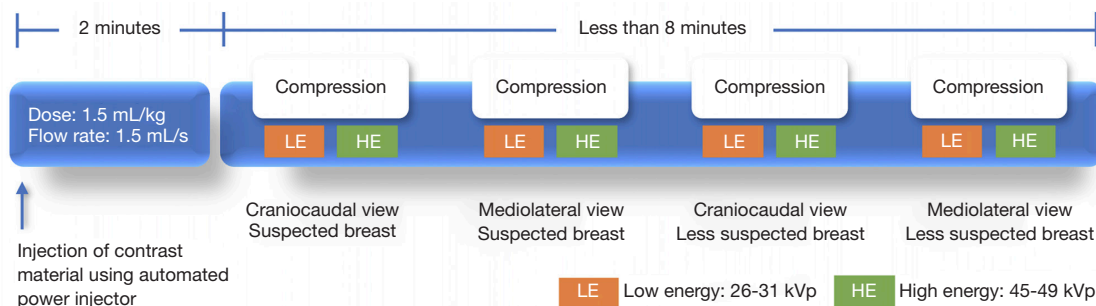 2 minutes
Less than 8 minutes
Dose: 1.5 mL/kg
Flow rate: 1.5 mL/s
Compression
LE
HE
Compression
LE
HE
Compression
LE
HE
Compression
LE
HE
Craniocaudal view
Suspected breast
Mediolateral view
Suspected breast
Craniocaudal view
Less suspected breast
Mediolateral view
Less suspected breast
Injection of contrast
material using automated
power injector
LE Low energy: 26-31 kVp
HE High energy: 45-49 kVp